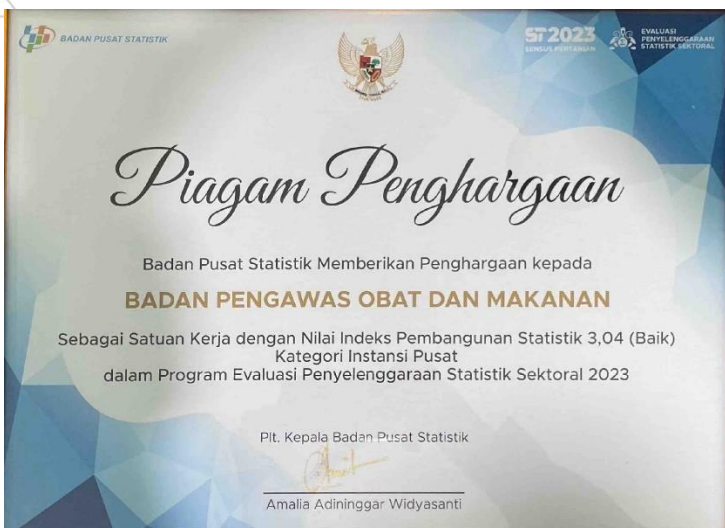 BADAN PUSAT STATISTIK
ST2023
SENSUS PERTANIAN
EVALUASI
PENYELENGGARAAN
STATISTIK SEKTORAL
Piagam Penghargaan
Badan Pusat Statistik Memberikan Penghargaan kepada
BADAN PENGAWAS OBAT DAN MAKANAN
Sebagai Satuan Kerja dengan Nilai Indeks Pembangunan Statistik 3,04 (Baik)
Kategori Instansi Pusat
dalam Program Evaluasi Penyelenggaraan Statistik Sektoral 2023
Plt. Kepala Badan Pusat Statistik
Amalia Adininggar Widyasanti